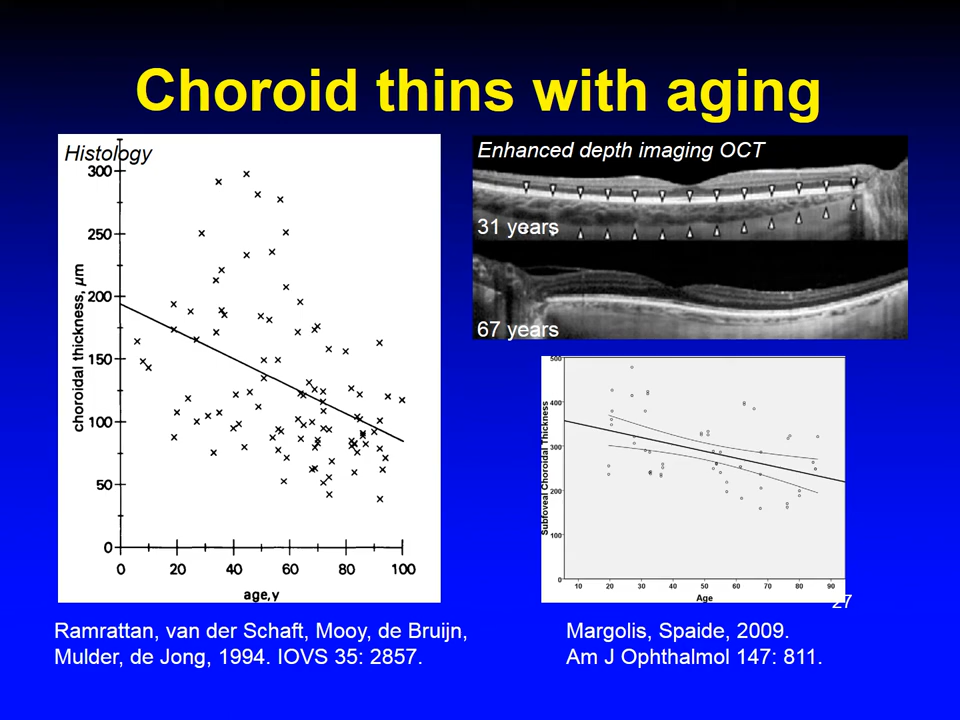 Choroid thins with aging
Histology
300
250
200
150
100
50
0
choroidal thickness, µm
0 20 40 60 80 100
age,y
Ramrattan, van der Schaft, Mooy, de Bruijn,
Mulder, de Jong, 1994. IOVS 35: 2857.
Enhanced depth imaging OCT
31 years
67 years
500
400
300
200
100
0
Subfoveal Choroidal Thickness
10 20 30 40 50 60 70 80 90
Age
27
Margolis, Spaide, 2009.
Am J Ophthalmol 147: 811.